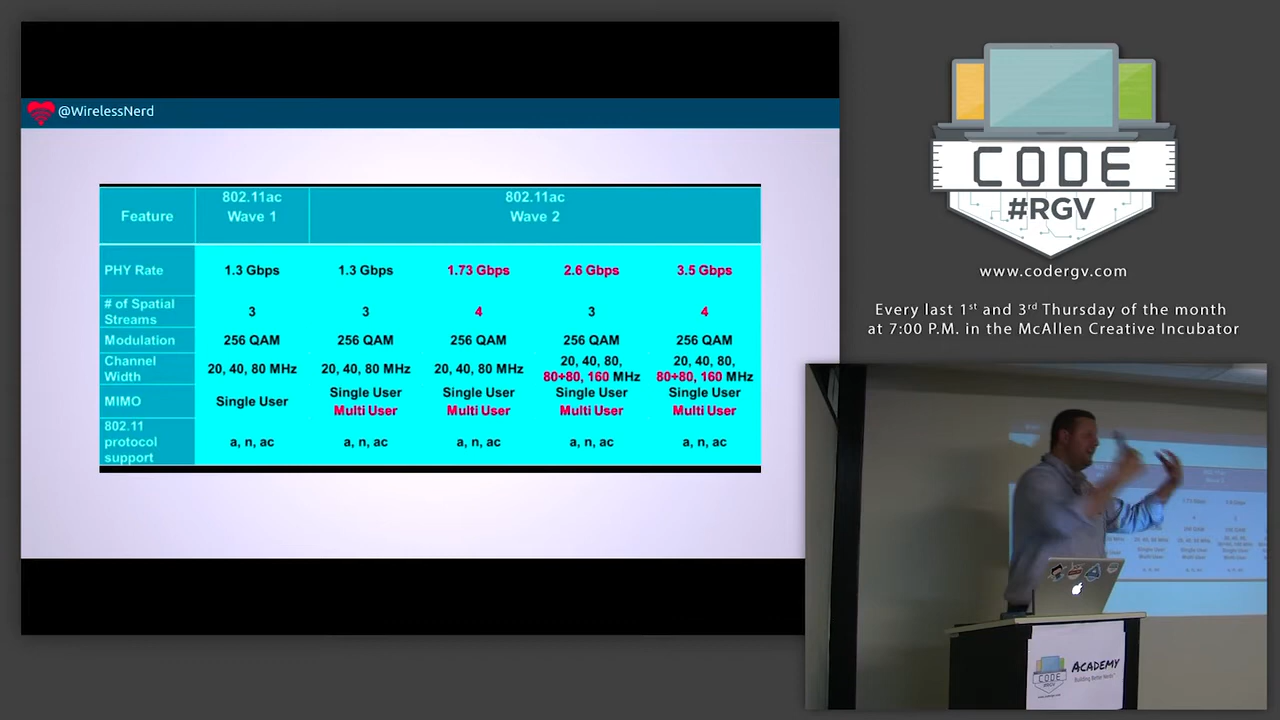 @WirelessNerd
Feature
802.11ac
Wave 1
802.11ac
Wave 2
PHY Rate
1.3 Gbps
1.3 Gbps
1.73 Gbps
2.6 Gbps
3.5 Gbps
# of Spatial
Streams
3
3
4
3
4
Modulation
256 QAM
256 QAM
256 QAM
256 QAM
256 QAM
Channel
Width
20, 40, 80 MHz
20, 40, 80 MHz
20, 40, 80 MHz
20, 40, 80,
80+80, 160 MHz
20, 40, 80,
80+80, 160 MHz
MIMO
Single User
Single User
Multi User
Single User
Multi User
Single User
Multi User
Single User
Multi User
802.11
protocol
support
a, n, ac
a, n, ac
a, n, ac
a, n, ac
a, n, ac
CODE
#RGV
www.codergv.com
Every last 1st and 3rd Thursday of the month
at 7:00 P.M. in the McAllen Creative Incubator
CODE
#RGV
ACADEMY
Building Better Nerds